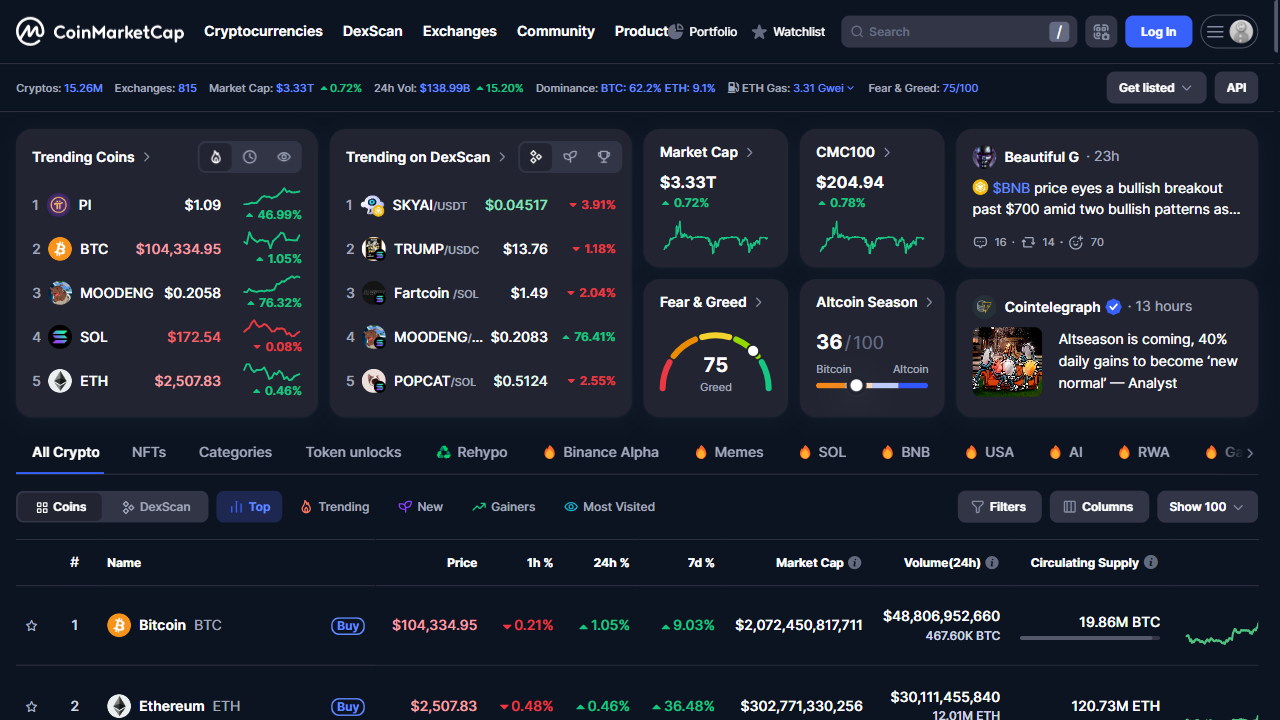 CoinMarketCap Cryptocurrencies DexScan Exchanges Community Product Portfolio Watchlist Search / Log In
Cryptos: 15.26M Exchanges: 815 Market Cap: $3.33T 0.72% 24h Vol: $138.99B 15.20% Dominance: BTC: 62.2% ETH: 9.1% ETH Gas: 3.31 Gwei Fear & Greed: 75/100 Get listed API
Trending Coins
1 PI $1.09 46.99%
2 BTC $104,334.95 1.05%
3 MOODENG $0.2058 76.32%
4 SOL $172.54 0.08%
5 ETH $2,507.83 0.46%
Trending on DexScan
1 SKYAI/USDT $0.04517 3.91%
2 TRUMP/USDC $13.76 1.18%
3 Fartcoin /SOL $1.49 2.04%
4 MOODENG/... $0.2083 76.41%
5 POPCAT/SOL $0.5124 2.55%
Market Cap
$3.33T
0.72%
CMC100
$204.94
0.78%
Fear & Greed
75
Greed
Altcoin Season
36/100
Bitcoin Altcoin
Beautiful G · 23h
$BNB price eyes a bullish breakout
past $700 amid two bullish patterns as...
16 · 14 · 70
Cointelegraph · 13 hours
Altseason is coming, 40%
daily gains to become ‘new
normal’ — Analyst
All Crypto NFTs Categories Token unlocks Rehypo Binance Alpha Memes SOL BNB USA AI RWA
Coins DexScan Top Trending New Gainers Most Visited Filters Columns Show 100
# Name Price 1h % 24h % 7d % Market Cap Volume(24h) Circulating Supply
1 Bitcoin BTC Buy $104,334.95 0.21% 1.05% 9.03% $2,072,450,817,711 $48,806,952,660 19.86M BTC
467.60K BTC
2 Ethereum ETH Buy $2,507.83 0.48% 0.46% 36.48% $302,771,330,256 $30,111,455,840 120.73M ETH
12.01M ETH